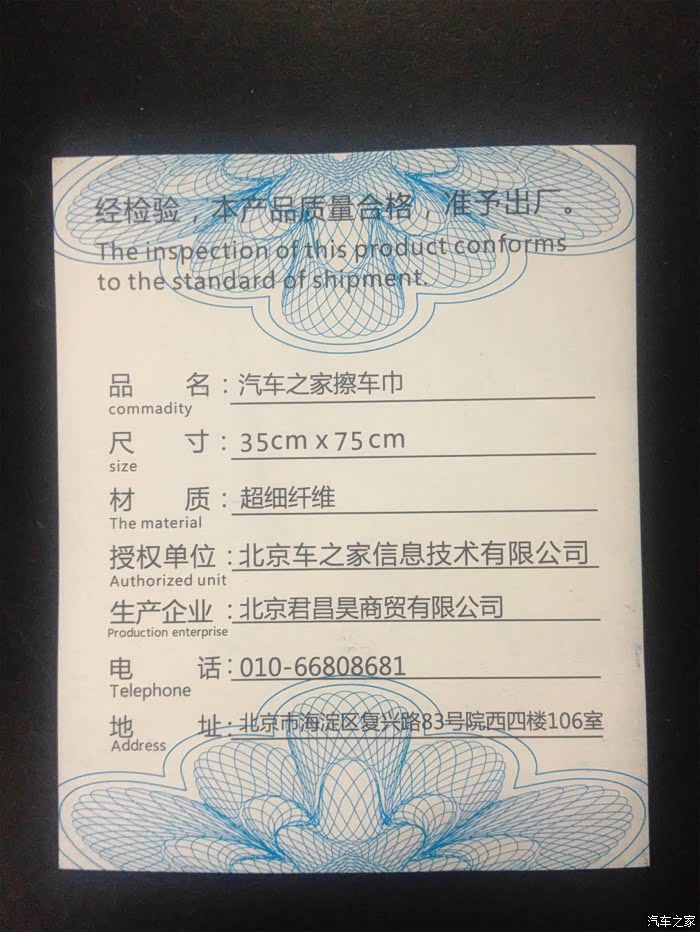 经检验，本产品质量合格，准予出厂。
The inspection of this product conforms
to the standard of shipment.
品 名：汽车之家擦车巾
commadity
尺 寸：35cm x 75cm
size
材 质：超细纤维
The material
授权单位：北京车之家信息技术有限公司
Authorized unit
生产企业：北京君昌昊商贸有限公司
Production enterprise
电 话：010-66808681
Telephone
地 址：北京市海淀区复兴路83号院西四楼106室
Address
汽车之家